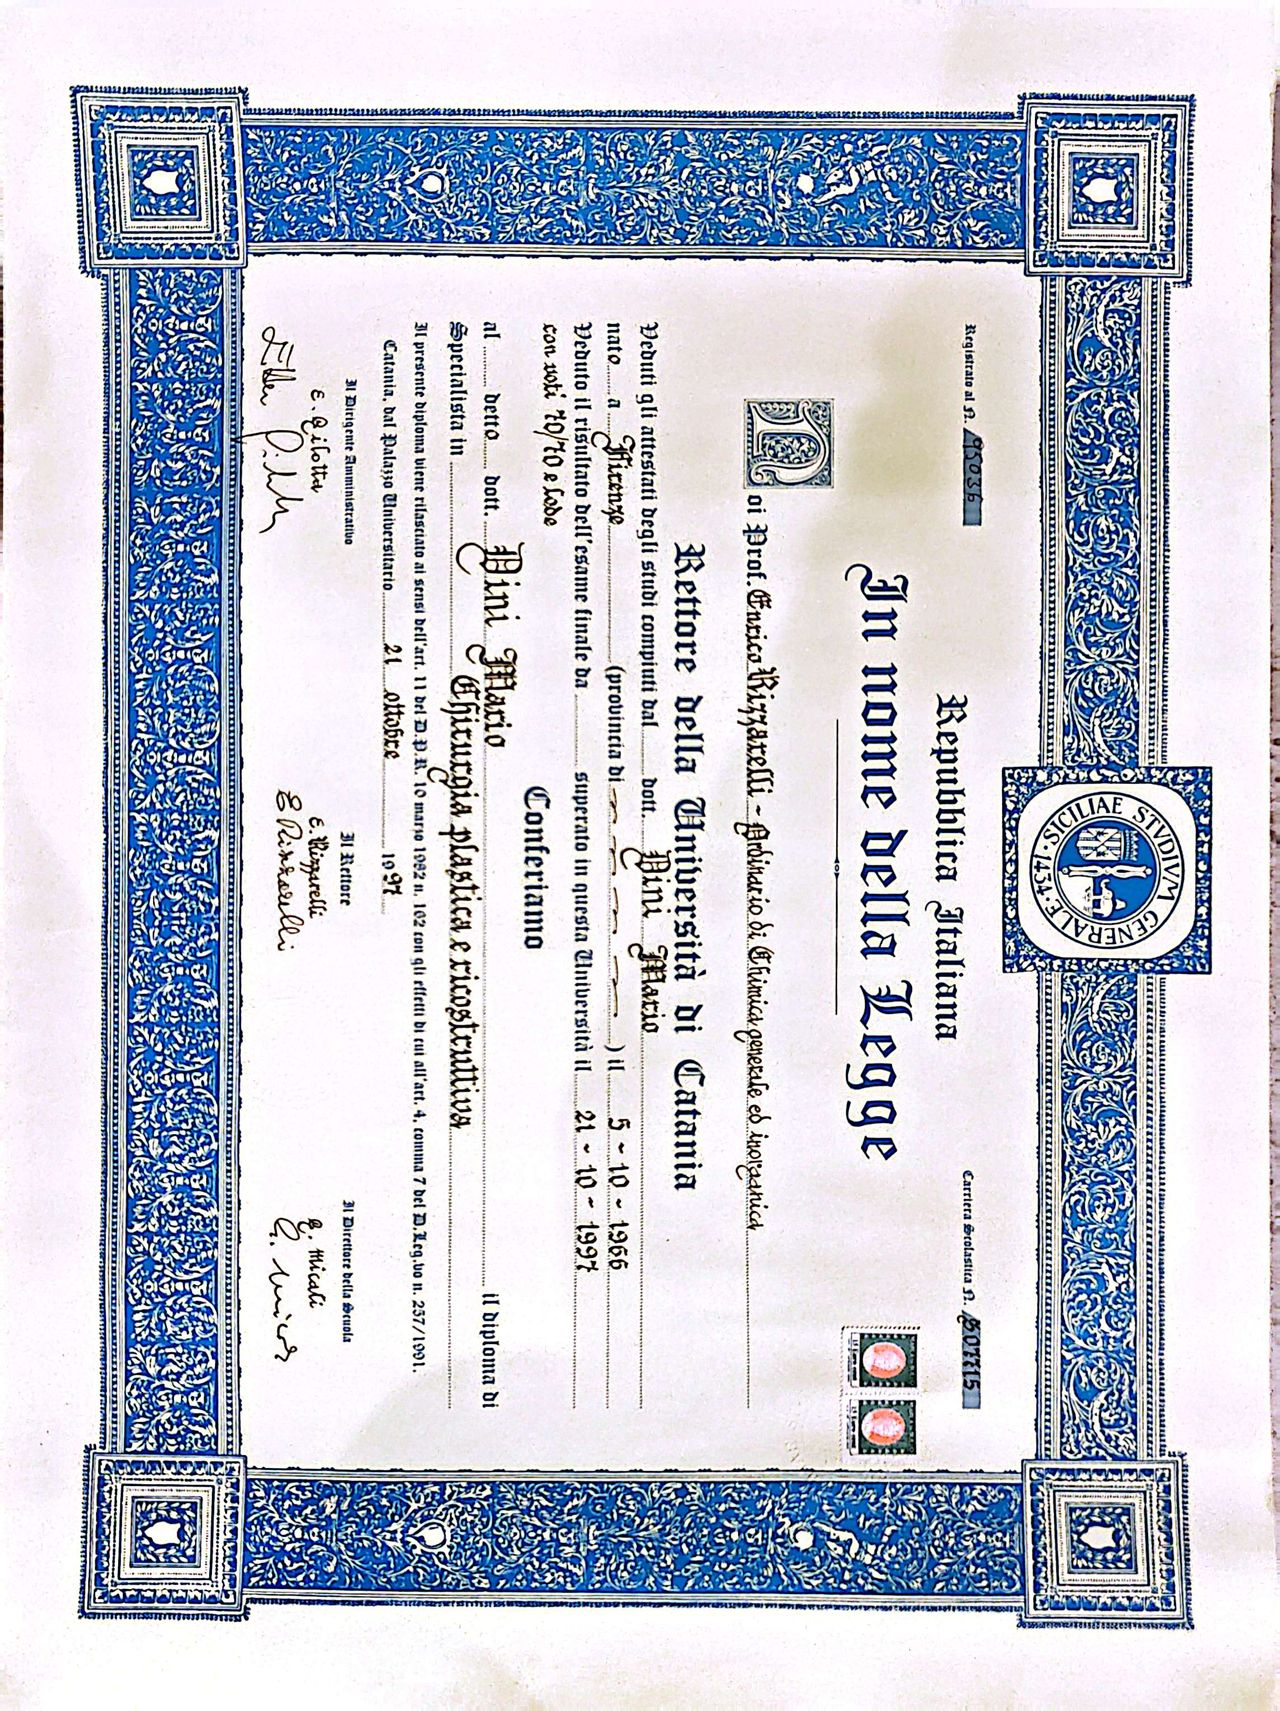 SICILIAE STVDIVM GENERALE · 1434 ·
Registrato al N. 95036
Carriera Scolastica N. 507715
Repubblica Italiana
In nome della Legge
Noi Prof. Enrico Rizzarelli ~ Ordinario di Chimica generale ed inorganica
Rettore della Università di Catania
Veduti gli attestati degli studi compiuti dal dott. Dini Mario
nato a Firenze (provincia di ~ ~ ~ ~ ~) il 5 ~ 10 ~ 1966
Veduto il risultato dell'esame finale da superato in questa Università il 21 ~ 10 ~ 1997
con voti 70/70 e lode
Conferiamo
al detto dott. Dini Mario il diploma di
Specialista in Chirurgia plastica e ricostruttiva
Il presente diploma viene rilasciato ai sensi dell'art. 11 del D.P.R. 10 marzo 1982 n. 162 con gli effetti di cui all'art. 4, comma 7 del D.Leg.vo n. 257/1991.
Catania, dal Palazzo Universitario 21 ottobre 1997
Il Dirigente Amministrativo
E. Gilotta
Il Rettore
E. Rizzarelli
E Rizzarelli
Il Direttore della Scuola
G. Micali